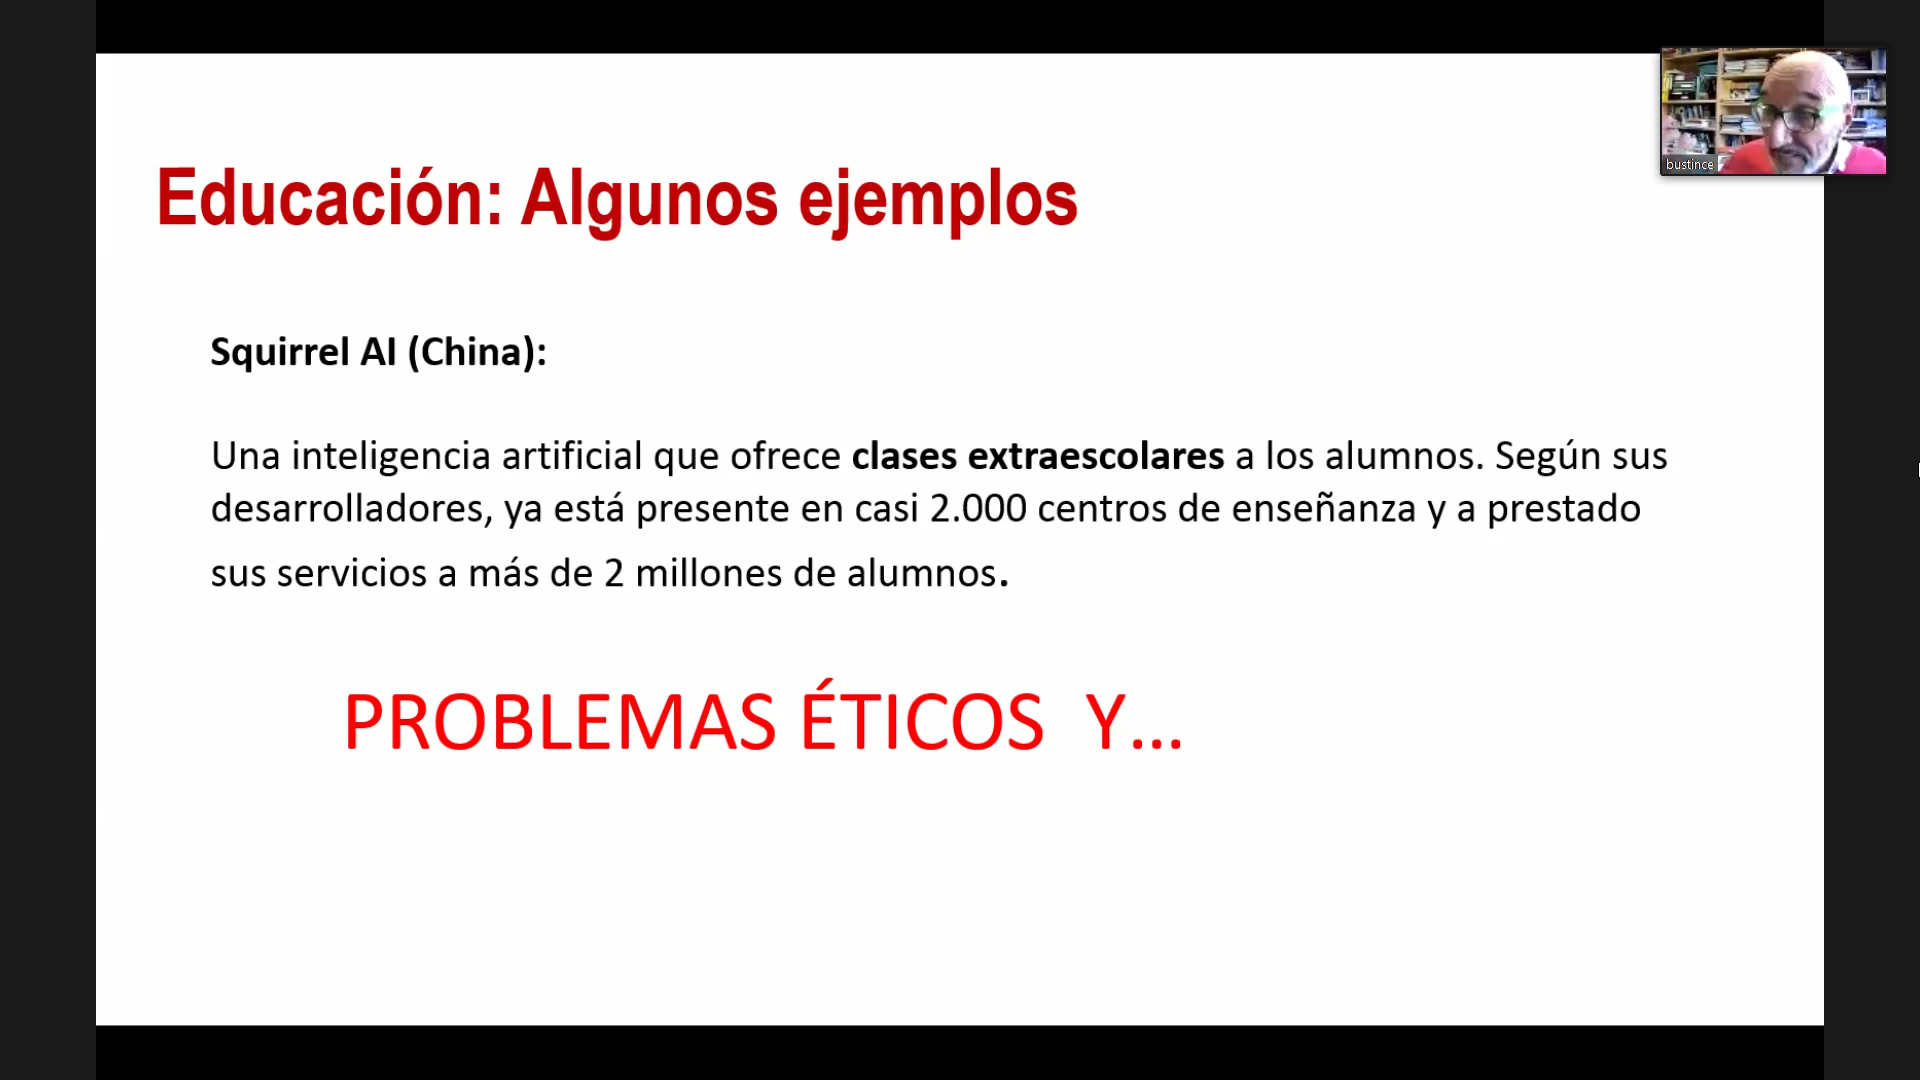 Educación: Algunos ejemplos
bustince
Squirrel AI (China):
Una inteligencia artificial que ofrece clases extraescolares a los alumnos. Según sus
desarrolladores, ya está presente en casi 2.000 centros de enseñanza y a prestado
sus servicios a más de 2 millones de alumnos.
PROBLEMAS ÉTICOS  Y...